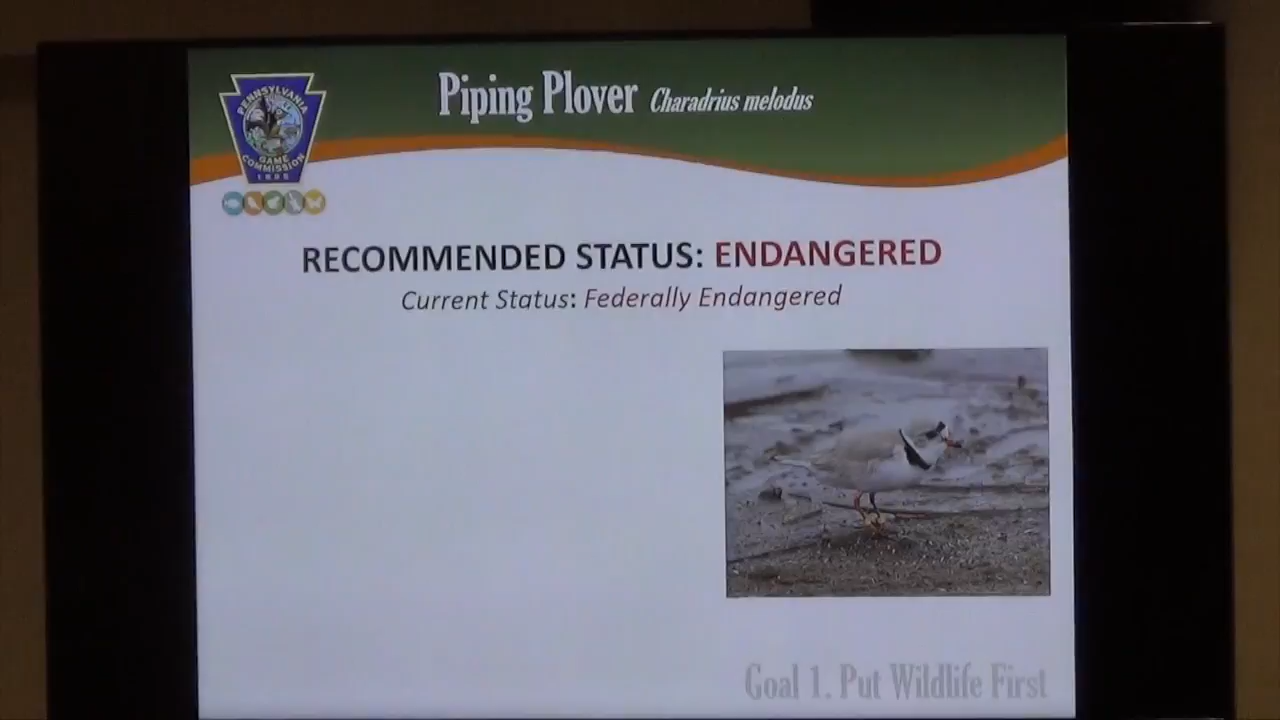 Piping Plover Charadrius melodus
PENNSYLVANIA
GAME
COMMISSION
1895
RECOMMENDED STATUS: ENDANGERED
Current Status: Federally Endangered
Goal 1. Put Wildlife First